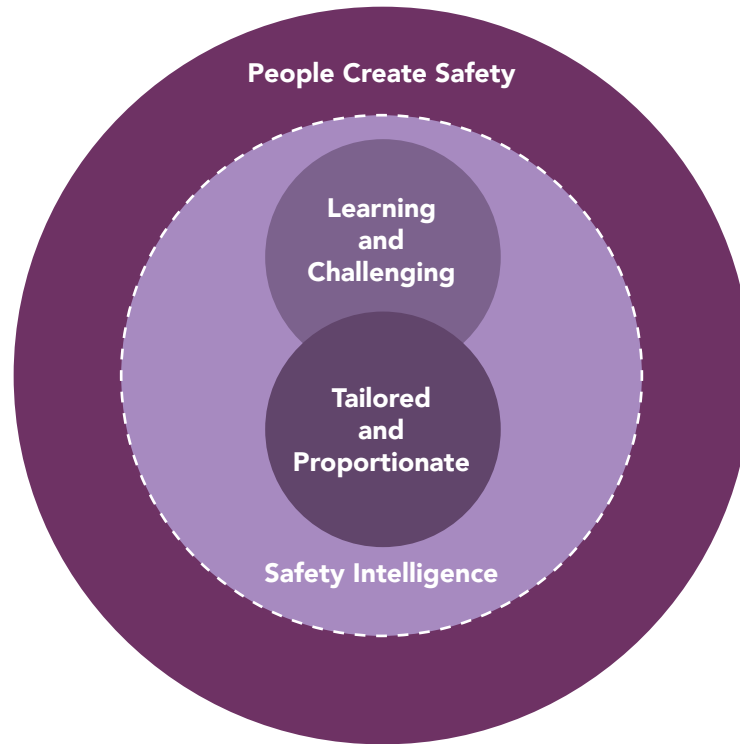 People Create Safety
Learning
and
Challenging
Tailored
and
Proportionate
Safety Intelligence